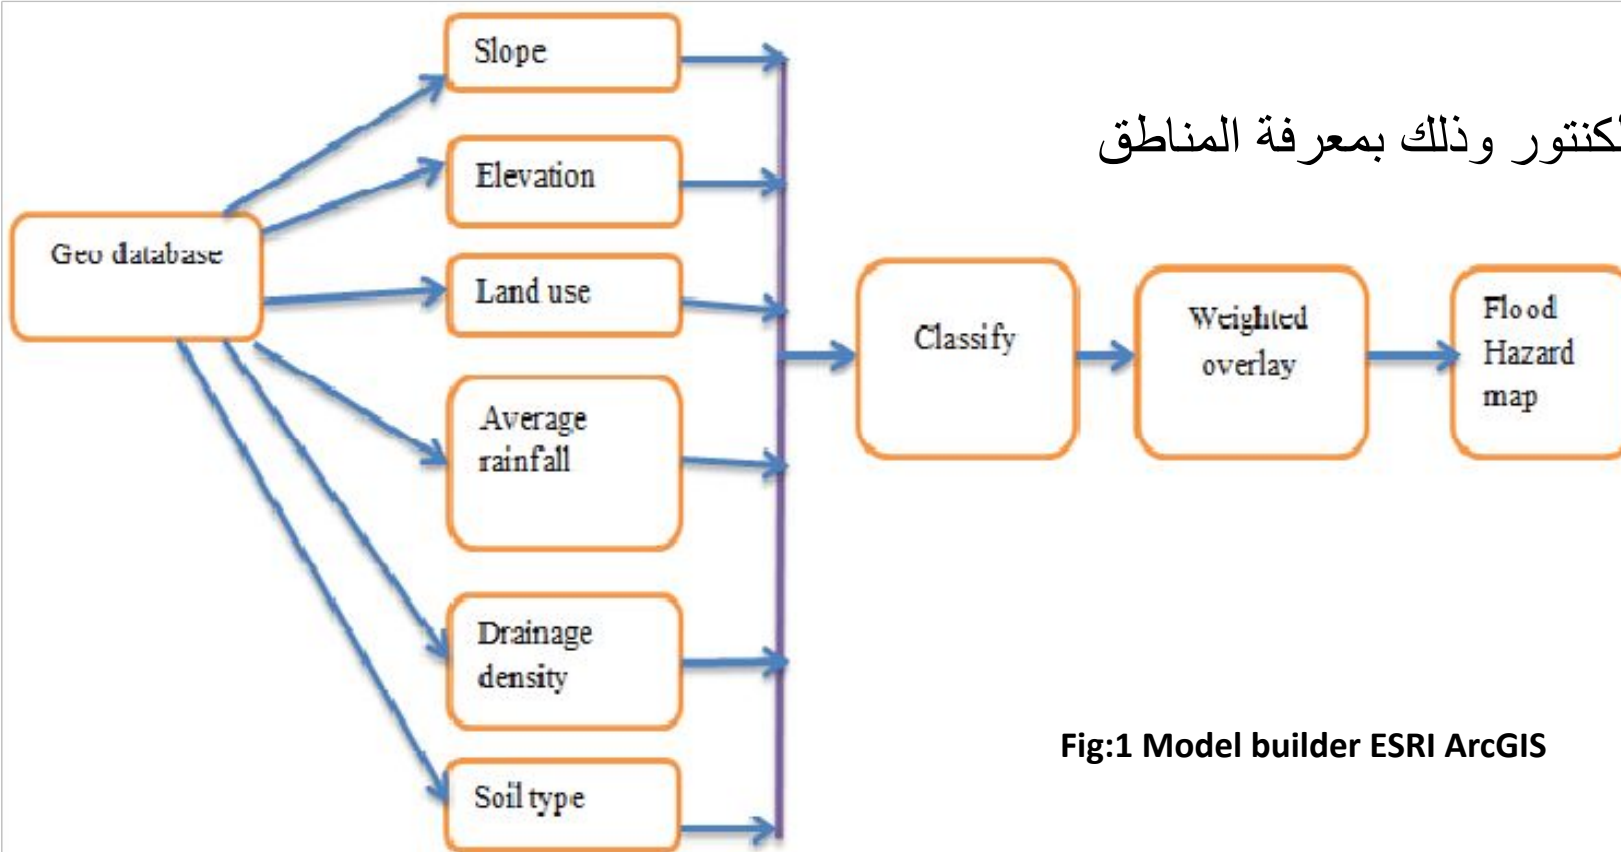 Slope
كنتور وذلك بمعرفة المناطق
Elevation
Geo database
Land use
Classify
Weighted
overlay
Flood
Hazard
map
Average
rainfall
Drainage
density
Soil type
Fig:1 Model builder ESRI ArcGIS